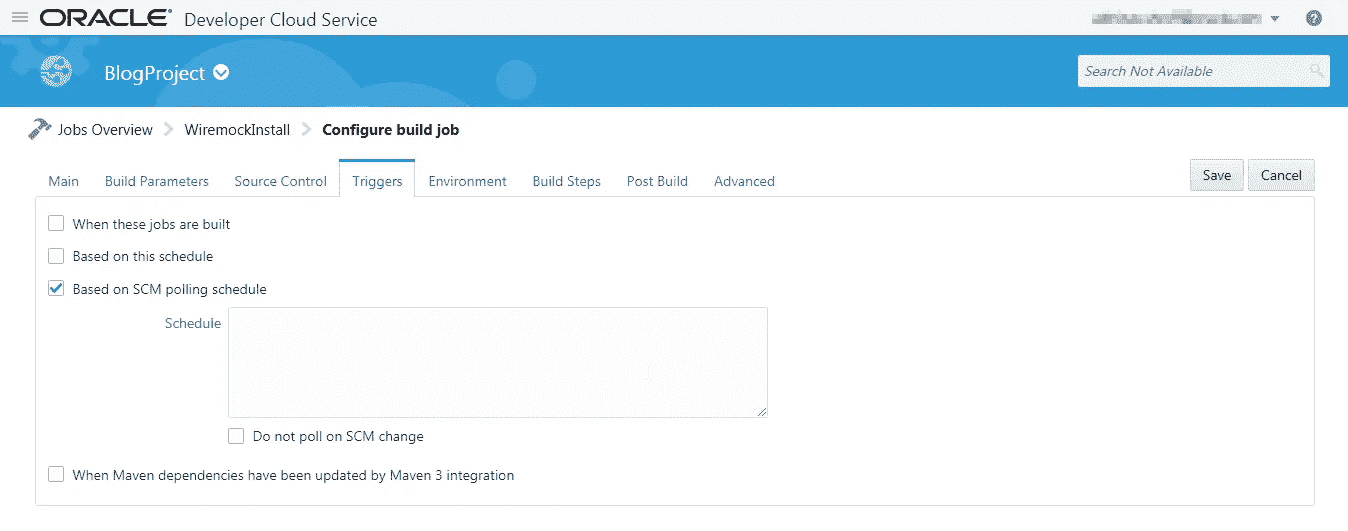 ORACLE® Developer Cloud Service
BlogProject
Search Not Available
Jobs Overview WiremockInstall Configure build job
Main Build Parameters Source Control Triggers Environment Build Steps Post Build Advanced Save Cancel
When these jobs are built
Based on this schedule
Based on SCM polling schedule
Schedule
Do not poll on SCM change
When Maven dependencies have been updated by Maven 3 integration